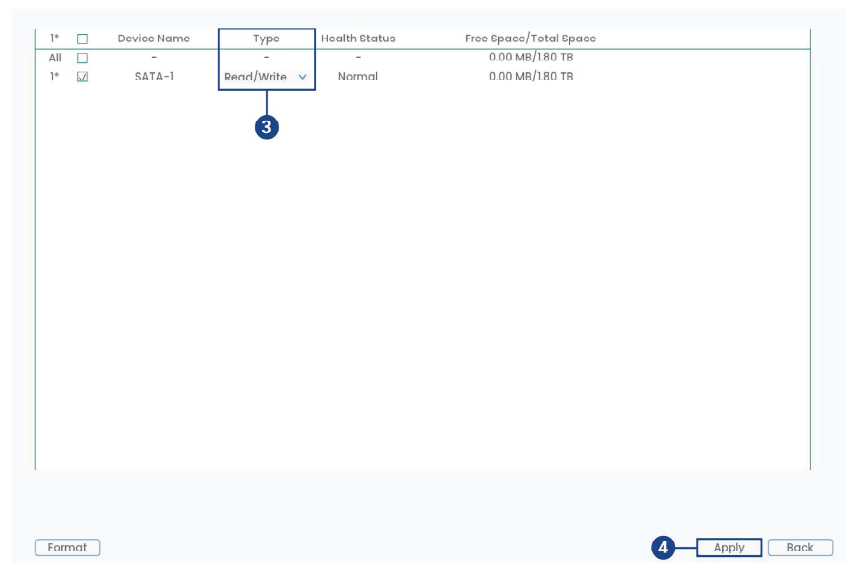 1* Device Name Type Health Status Free Space/Total Space
All - - - 0.00 MB/1.80 TB
1* SATA-1 Read/Write Normal 0.00 MB/1.80 TB
3
Format 4 Apply Back